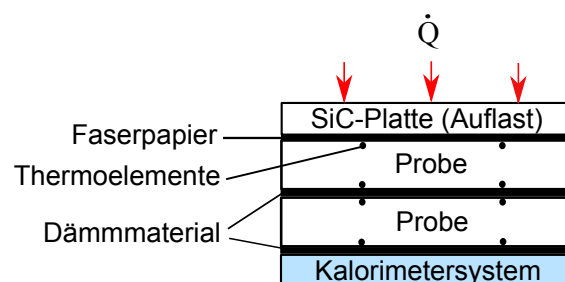 Q̇
SiC-Platte (Auflast)
Faserpapier
Thermoelemente
Probe
Dämmmaterial
Probe
Kalorimetersystem